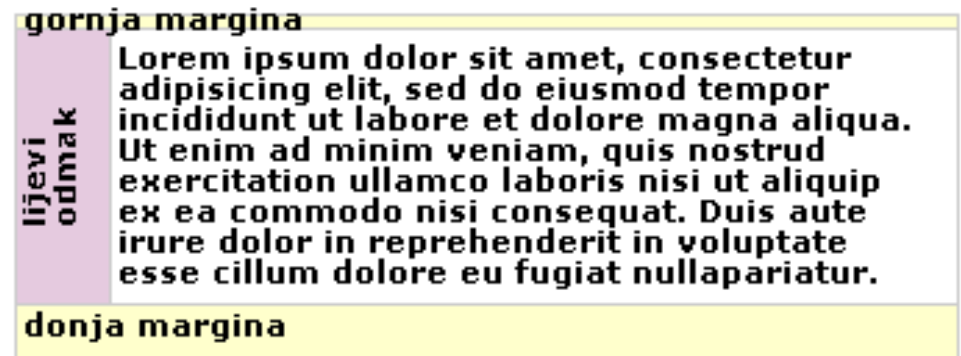 gornja margina
lijevi
odmak
Lorem ipsum dolor sit amet, consectetur
adipisicing elit, sed do eiusmod tempor
incididunt ut labore et dolore magna aliqua.
Ut enim ad minim veniam, quis nostrud
exercitation ullamco laboris nisi ut aliquip
ex ea commodo nisi consequat. Duis aute
irure dolor in reprehenderit in voluptate
esse cillum dolore eu fugiat nullapariatur.
donja margina